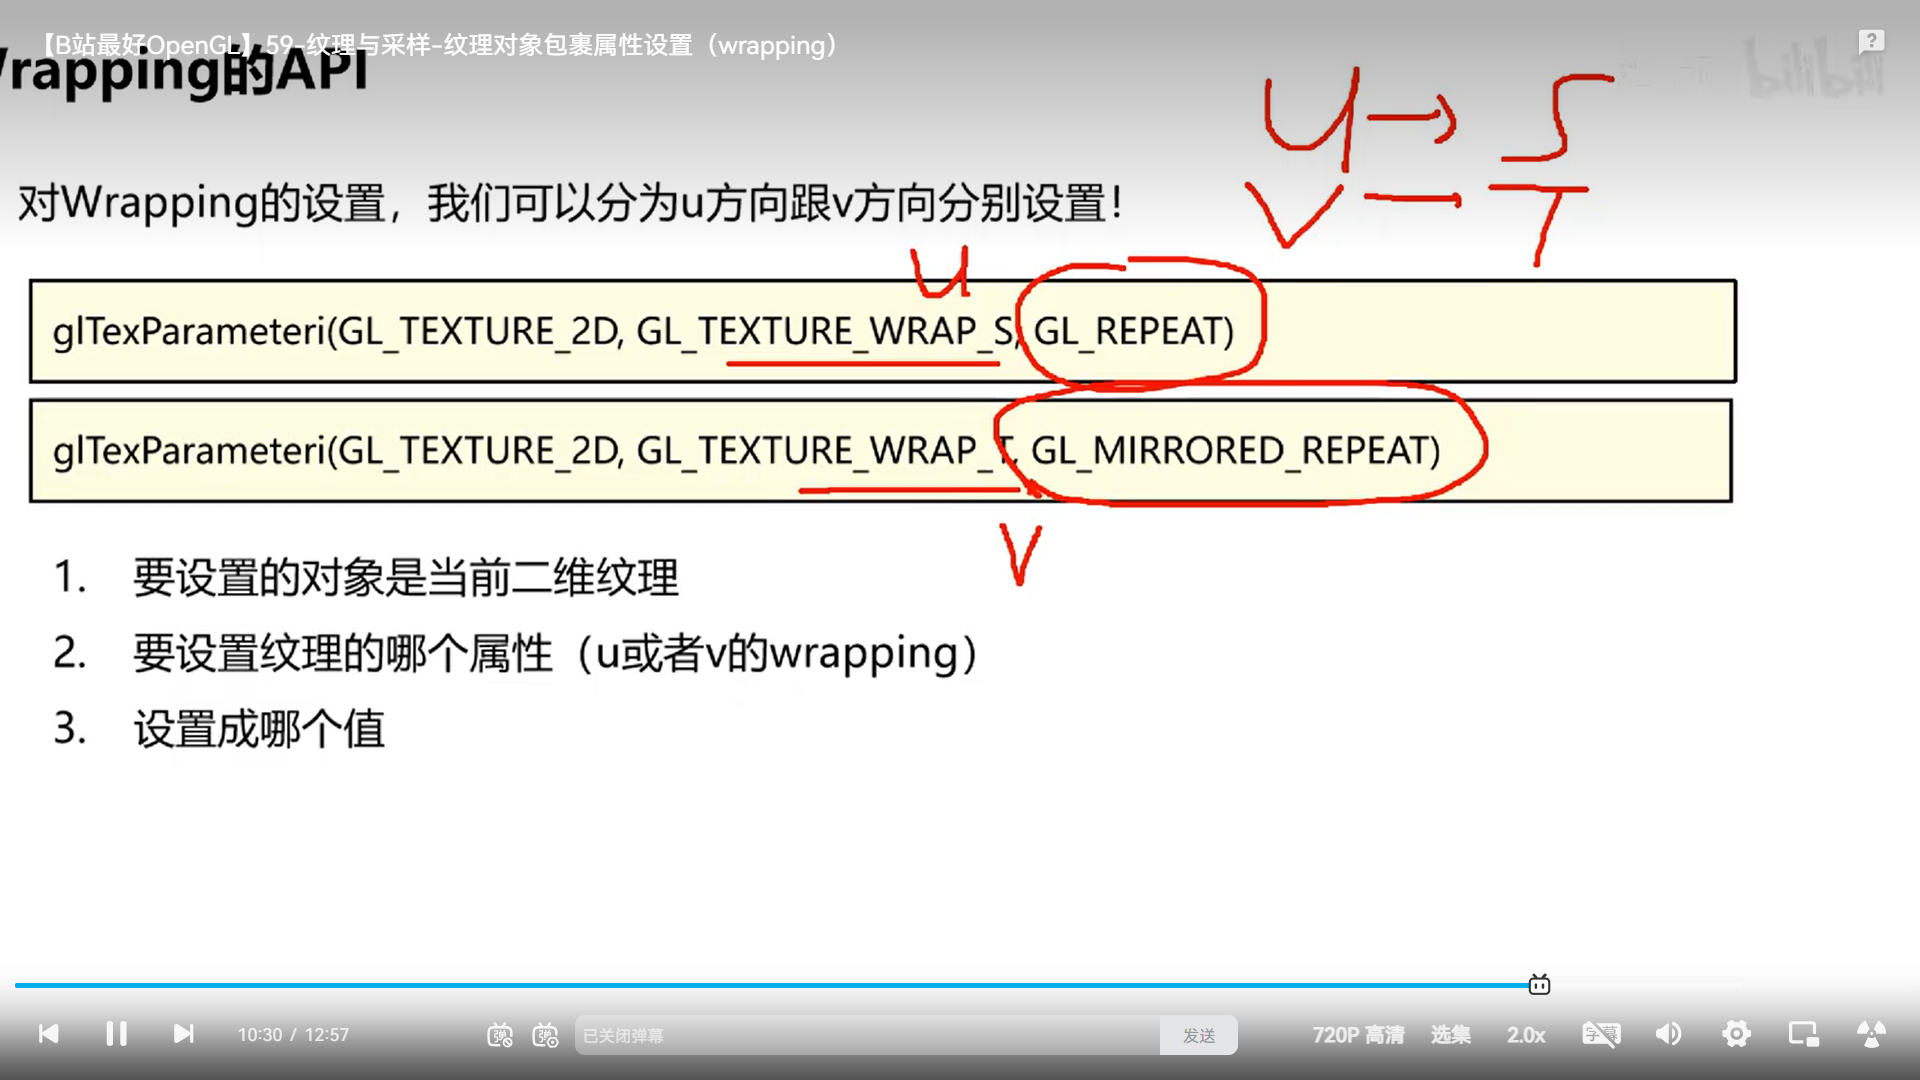 【B站最好OpenGL】59-纹理与采样-纹理对象包裹属性设置（wrapping）
rapping的API
bilibili
U→S
V→T
对Wrapping的设置，我们可以分为u方向跟v方向分别设置！
u
glTexParameteri(GL_TEXTURE_2D, GL_TEXTURE_WRAP_S, GL_REPEAT)
glTexParameteri(GL_TEXTURE_2D, GL_TEXTURE_WRAP_T, GL_MIRRORED_REPEAT)
V
1. 要设置的对象是当前二维纹理
2. 要设置纹理的哪个属性（u或者v的wrapping）
3. 设置成哪个值
10:30 / 12:57 弹 弹 已关闭弹幕 发送 720P 高清 选集 2.0x 字幕